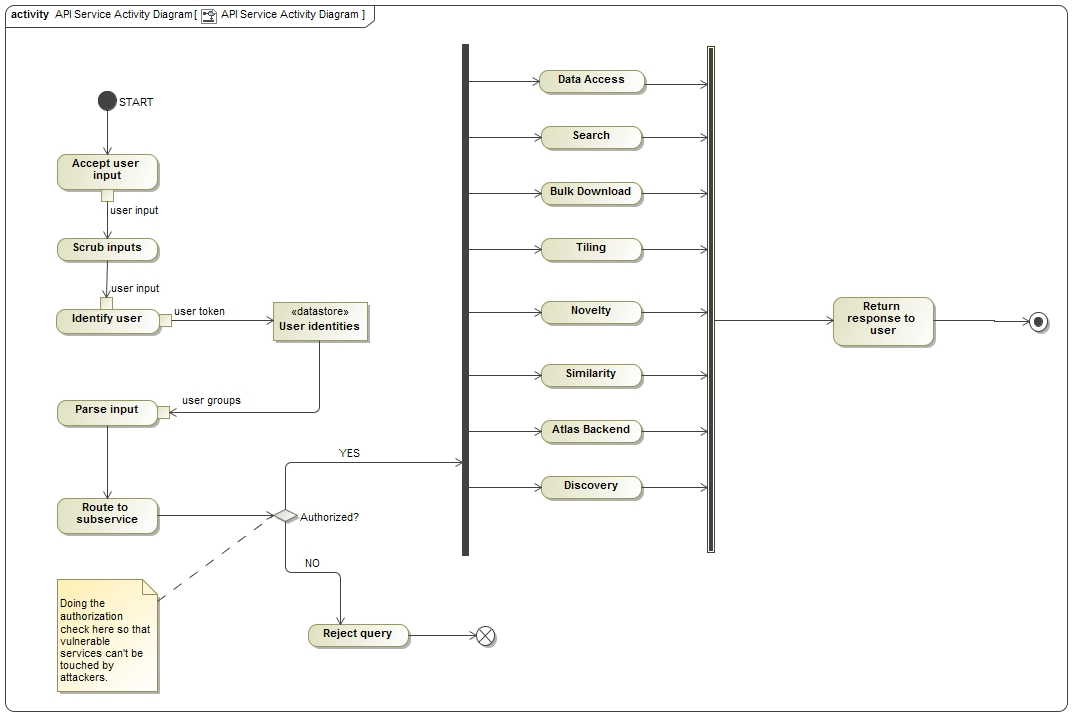 activity API Service Activity Diagram [ API Service Activity Diagram ]
START
Accept user
input
user input
Scrub inputs
user input
Identify user
user token
«datastore»
User identities
user groups
Parse input
Route to
subservice
Authorized?
YES
NO
Reject query
Doing the
authorization
check here so that
vulnerable
services can't be
touched by
attackers.
Data Access
Search
Bulk Download
Tiling
Novelty
Similarity
Atlas Backend
Discovery
Return
response to
user